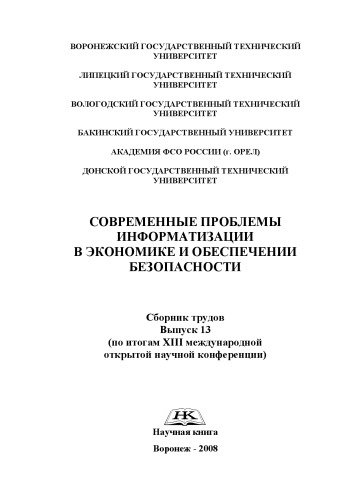 ВОРОНЕЖСКИЙ ГОСУДАРСТВЕННЫЙ ТЕХНИЧЕСКИЙ
УНИВЕРСИТЕТ
ЛИПЕЦКИЙ ГОСУДАРСТВЕННЫЙ ТЕХНИЧЕСКИЙ
УНИВЕРСИТЕТ
ВОЛОГОДСКИЙ ГОСУДАРСТВЕННЫЙ ТЕХНИЧЕСКИЙ
УНИВЕРСИТЕТ
БАКИНСКИЙ ГОСУДАРСТВЕННЫЙ УНИВЕРСИТЕТ
АКАДЕМИЯ ФСО РОССИИ (г. ОРЕЛ)
ДОНСКОЙ ГОСУДАРСТВЕННЫЙ ТЕХНИЧЕСКИЙ
УНИВЕРСИТЕТ
СОВРЕМЕННЫЕ ПРОБЛЕМЫ
ИНФОРМАТИЗАЦИИ
В ЭКОНОМИКЕ И ОБЕСПЕЧЕНИИ
БЕЗОПАСНОСТИ
Сборник трудов
Выпуск 13
(по итогам XIII международной
открытой научной конференции)
НК
Научная книга
Воронеж - 2008